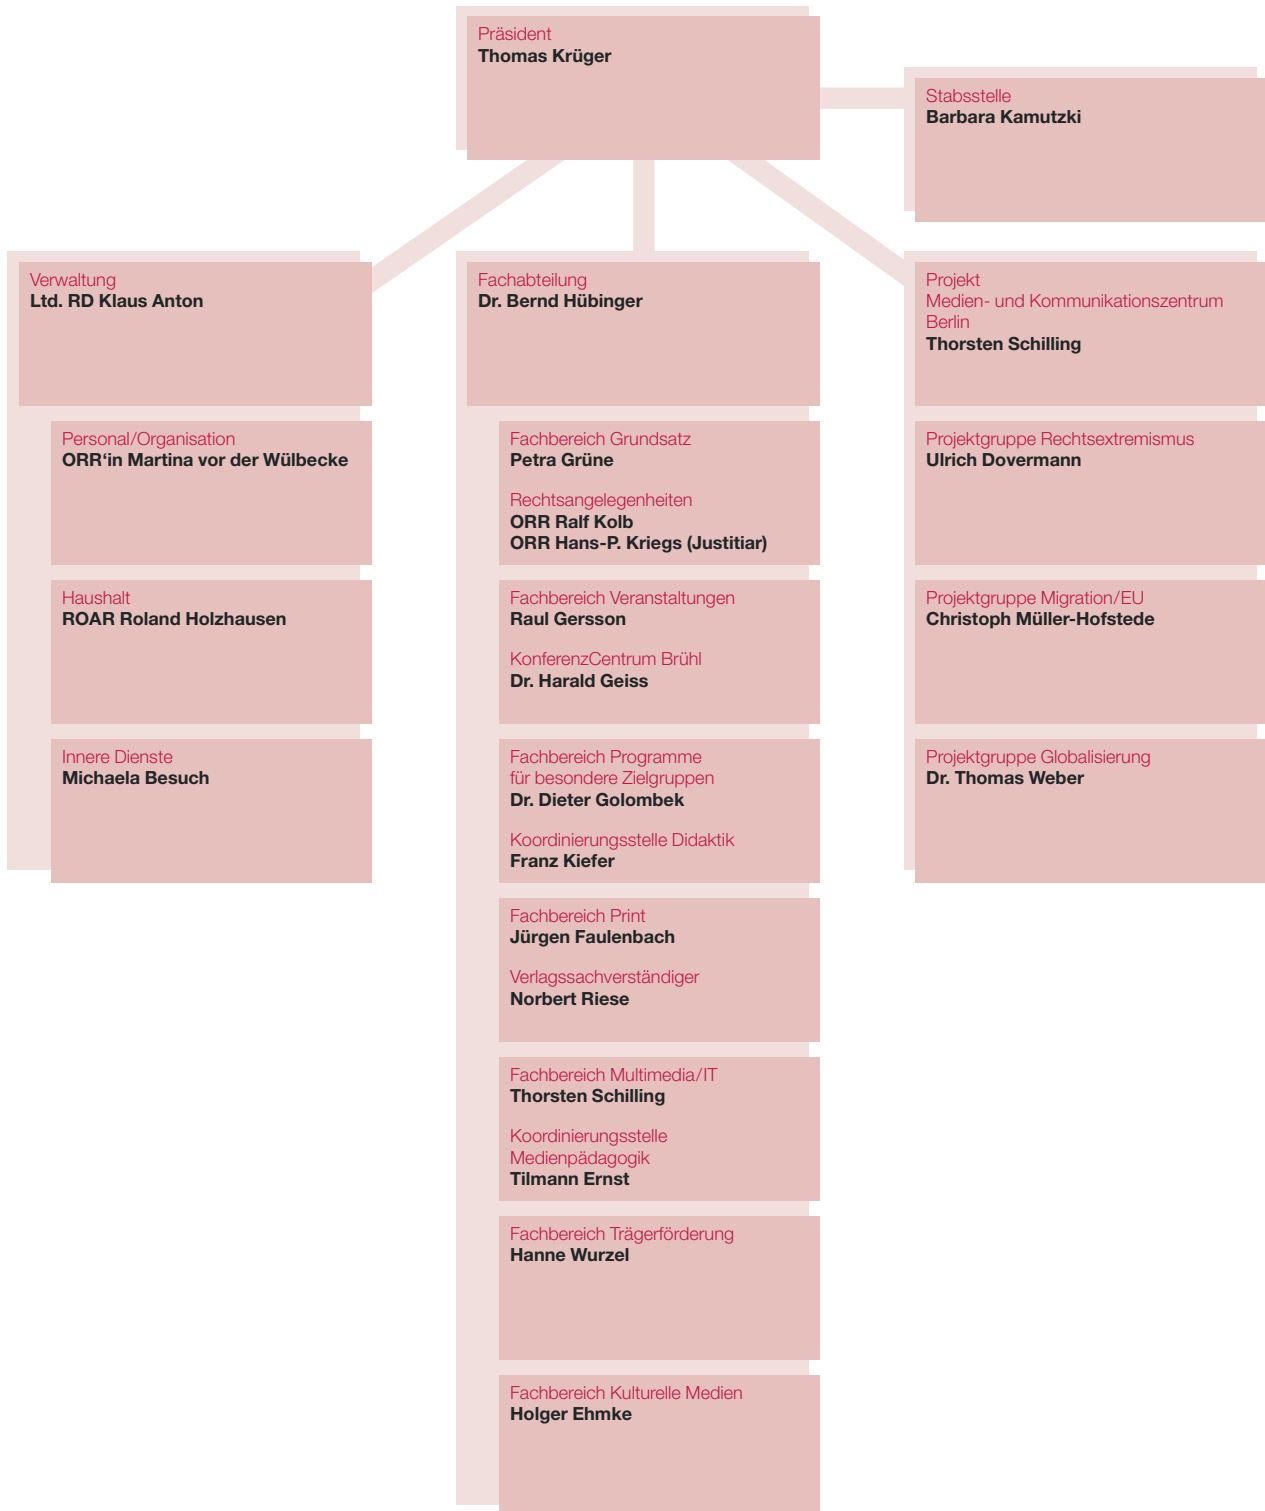 Präsident
Thomas Krüger
Stabsstelle
Barbara Kamutzki
Verwaltung
Ltd. RD Klaus Anton
Personal/Organisation
ORR‘in Martina vor der Wülbecke
Haushalt
ROAR Roland Holzhausen
Innere Dienste
Michaela Besuch
Fachabteilung
Dr. Bernd Hübinger
Fachbereich Grundsatz
Petra Grüne
Rechtsangelegenheiten
ORR Ralf Kolb
ORR Hans-P. Kriegs (Justitiar)
Fachbereich Veranstaltungen
Raul Gersson
KonferenzCentrum Brühl
Dr. Harald Geiss
Fachbereich Programme
für besondere Zielgruppen
Dr. Dieter Golombek
Koordinierungsstelle Didaktik
Franz Kiefer
Fachbereich Print
Jürgen Faulenbach
Verlagssachverständiger
Norbert Riese
Fachbereich Multimedia/IT
Thorsten Schilling
Koordinierungsstelle
Medienpädagogik
Tilmann Ernst
Fachbereich Trägerförderung
Hanne Wurzel
Fachbereich Kulturelle Medien
Holger Ehmke
Projekt
Medien- und Kommunikationszentrum
Berlin
Thorsten Schilling
Projektgruppe Rechtsextremismus
Ulrich Dovermann
Projektgruppe Migration/EU
Christoph Müller-Hofstede
Projektgruppe Globalisierung
Dr. Thomas Weber